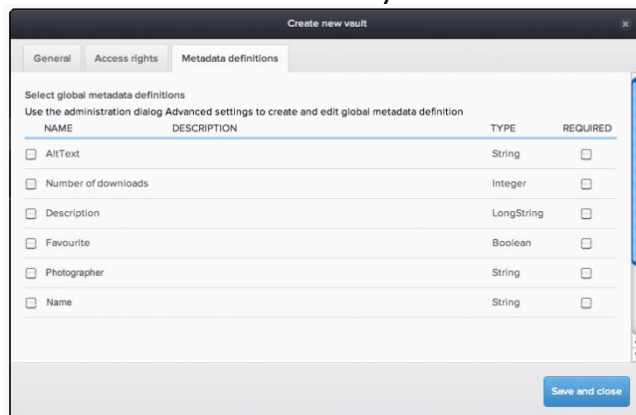 Create new vault
General Access rights Metadata definitions
Select global metadata definitions
Use the administration dialog Advanced settings to create and edit global metadata definition
NAME DESCRIPTION TYPE REQUIRED
AltText String
Number of downloads Integer
Description LongString
Favourite Boolean
Photographer String
Name String
Save and close